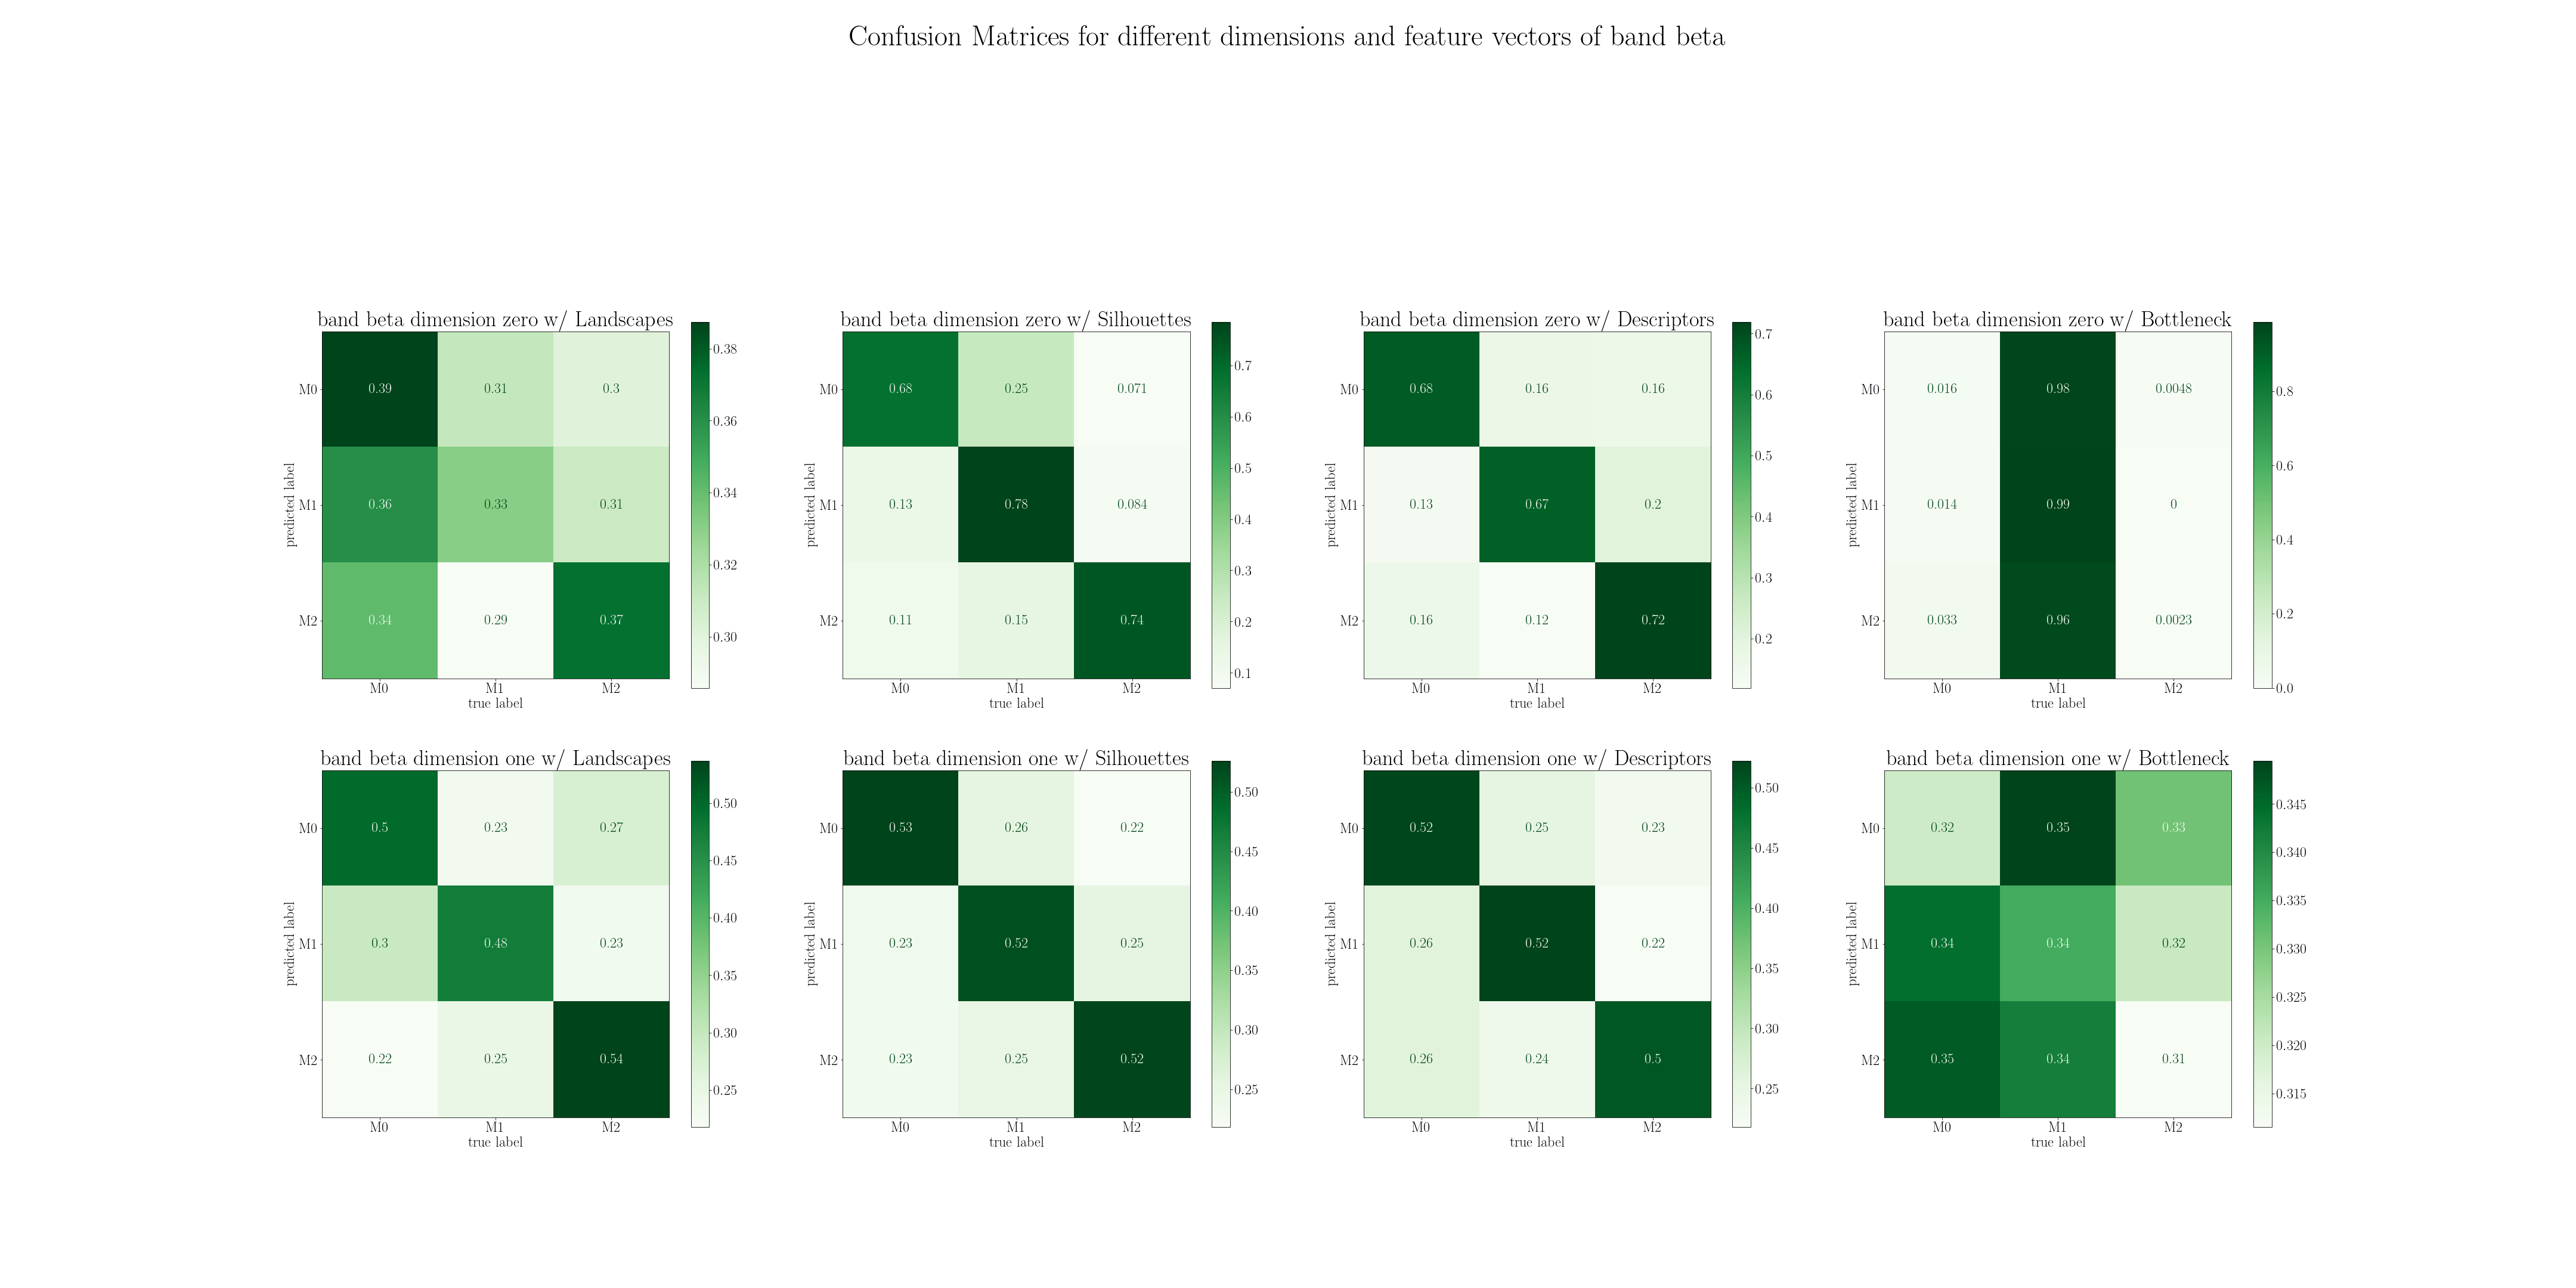 Confusion Matrices for different dimensions and feature vectors of band beta
band beta dimension zero w/ Landscapes
predicted label
M0 0.39 0.31 0.3
M1 0.36 0.33 0.31
M2 0.34 0.29 0.37
M0 M1 M2
true label
0.38
0.36
0.34
0.32
0.30
band beta dimension zero w/ Silhouettes
predicted label
M0 0.68 0.25 0.071
M1 0.13 0.78 0.084
M2 0.11 0.15 0.74
M0 M1 M2
true label
0.7
0.6
0.5
0.4
0.3
0.2
0.1
band beta dimension zero w/ Descriptors
predicted label
M0 0.68 0.16 0.16
M1 0.13 0.67 0.2
M2 0.16 0.12 0.72
M0 M1 M2
true label
0.7
0.6
0.5
0.4
0.3
0.2
band beta dimension zero w/ Bottleneck
predicted label
M0 0.016 0.98 0.0048
M1 0.014 0.99 0
M2 0.033 0.96 0.0023
M0 M1 M2
true label
0.8
0.6
0.4
0.2
0.0
band beta dimension one w/ Landscapes
predicted label
M0 0.5 0.23 0.27
M1 0.3 0.48 0.23
M2 0.22 0.25 0.54
M0 M1 M2
true label
0.50
0.45
0.40
0.35
0.30
0.25
band beta dimension one w/ Silhouettes
predicted label
M0 0.53 0.26 0.22
M1 0.23 0.52 0.25
M2 0.23 0.25 0.52
M0 M1 M2
true label
0.50
0.45
0.40
0.35
0.30
0.25
band beta dimension one w/ Descriptors
predicted label
M0 0.52 0.25 0.23
M1 0.26 0.52 0.22
M2 0.26 0.24 0.5
M0 M1 M2
true label
0.50
0.45
0.40
0.35
0.30
0.25
band beta dimension one w/ Bottleneck
predicted label
M0 0.32 0.35 0.33
M1 0.34 0.34 0.32
M2 0.35 0.34 0.31
M0 M1 M2
true label
0.345
0.340
0.335
0.330
0.325
0.320
0.315